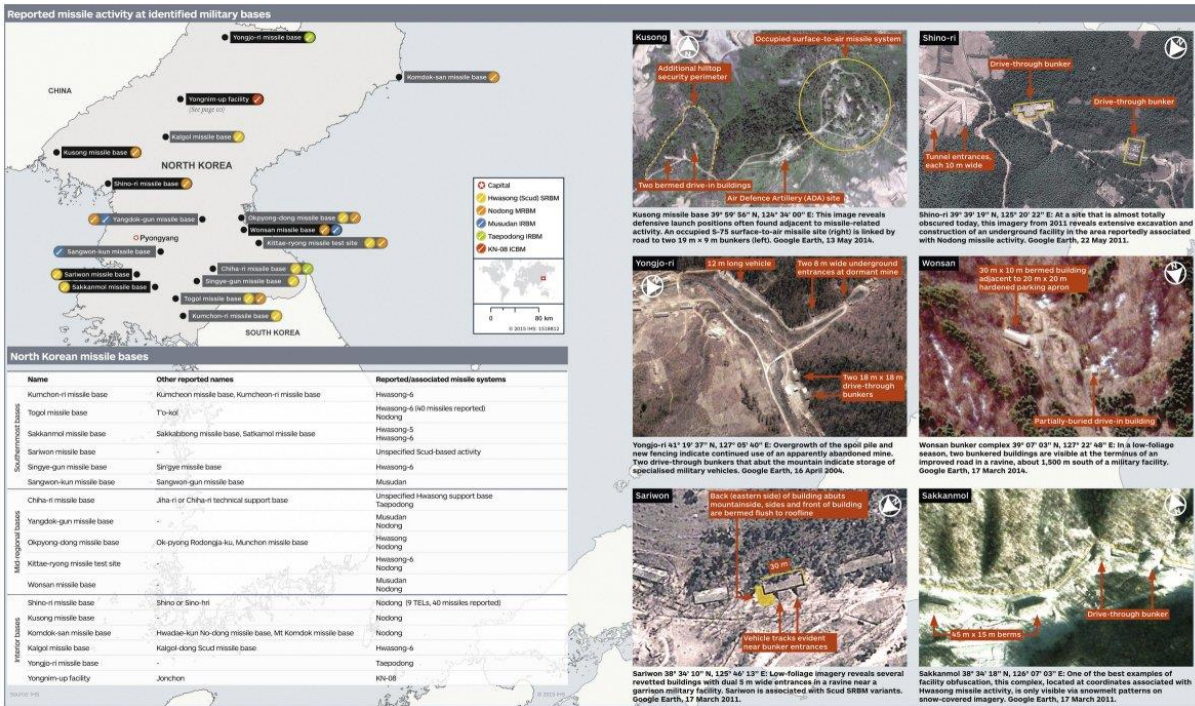 Reported missile activity at identified military bases
Yongjo-ri missile base
Komdok-san missile base
CHINA
Yongnim-up facility
Kalgol missile base
Kusong missile base
NORTH KOREA
Shino-ri missile base
Yangdok-gun missile base
Okpyong-dong missile base
Wonsan missile base
Pyongyang
Kittae-ryong missile test site
Sangwon-kun missile base
Chiha-ri missile base
Sariwon missile base
Singye-gun missile base
Sakkanmol missile base
Togol missile base
Kumchon-ri missile base
SOUTH KOREA
Capital
Hwasong (Scud) SRBM
Nodong MRBM
Musudan IRBM
Taepodong IRBM
KN-08 ICBM
0 80 km
© 2015 IHS: 1518812
North Korean missile bases
Name Other reported names Reported/associated missile systems
Southernmost bases
Kumchon-ri missile base Kumcheon missile base, Kumcheon-ri missile base Hwasong-6
Togol missile base T'o-kol Hwasong-6 (40 missiles reported)
Nodong
Sakkanmol missile base Sakkabbong missile base, Satkamol missile base Hwasong-5
Hwasong-6
Sariwon missile base - Unspecified Scud-based activity
Singye-gun missile base Sin'gye missile base Hwasong-6
Sangwon-kun missile base Sangwon-gun missile base Musudan
Mid-regional bases
Chiha-ri missile base Jiha-ri or Chiha-ri technical support base Unspecified Hwasong support base
Taepodong
Yangdok-gun missile base - Musudan
Nodong
Okpyong-dong missile base Ok-pyong Rodongja-ku, Munchon missile base Hwasong
Nodong
Kittae-ryong missile test site - Hwasong-6
Nodong
Wonsan missile base - Musudan
Nodong
Interior bases
Shino-ri missile base Shino or Sino-hri Nodong (9 TELs, 40 missiles reported)
Kusong missile base - Nodong
Komdok-san missile base Hwadae-kun No-dong missile base, Mt Komdok missile base Nodong
Kalgol missile base Kalgol-dong Scud missile base Hwasong-6
Yongjo-ri missile base - Taepodong
Yongnim-up facility Jonchon KN-08
Source: IHS
© 2015 IHS
Kusong
Occupied surface-to-air missile system
Additional hilltop
security perimeter
N
Two bermed drive-in buildings
Air Defence Artillery (ADA) site
Kusong missile base 39° 59' 56" N, 124° 34' 00" E: This image reveals
defensive launch positions often found adjacent to missile-related
activity. An occupied S-75 surface-to-air missile site (right) is linked by
road to two 19 m × 9 m bunkers (left). Google Earth, 13 May 2014.
Shino-ri
Drive-through bunker
Drive-through bunker
Tunnel entrances,
each 10 m wide
Shino-ri 39° 39' 19" N, 125° 20' 22" E: At a site that is almost totally
obscured today, this imagery from 2011 reveals extensive excavation and
construction of an underground facility in the area reportedly associated
with Nodong missile activity. Google Earth, 22 May 2011.
Yongjo-ri
12 m long vehicle
Two 8 m wide underground
entrances at dormant mine
Two 18 m x 18 m
drive-through
bunkers
Yongjo-ri 41° 19' 37" N, 127° 05' 40" E: Overgrowth of the spoil pile and
new fencing indicate continued use of an apparently abandoned mine.
Two drive-through bunkers that abut the mountain indicate storage of
specialised military vehicles. Google Earth, 16 April 2004.
Wonsan
30 m x 10 m bermed building
adjacent to 20 m x 20 m
hardened parking apron
Partially-buried drive-in building
Wonsan bunker complex 39° 07' 03" N, 127° 22' 48" E: In a low-foliage
season, two bunkered buildings are visible at the terminus of an
improved road in a ravine, about 1,500 m south of a military facility.
Google Earth, 17 March 2014.
Sariwon
Back (eastern side) of building abuts
mountainside, sides and front of building
are bermed flush to roofline
30 m
Vehicle tracks evident
near bunker entrances
Sariwon 38° 34' 10" N, 125° 46' 13" E: Low-foliage imagery reveals several
revetted buildings with dual 5 m wide entrances in a ravine near a
garrison military facility. Sariwon is associated with Scud SRBM variants.
Google Earth, 17 March 2011.
Sakkanmol
Drive-through bunker
45 m x 15 m berms
Sakkanmol 38° 34' 18" N, 126° 07' 03" E: One of the best examples of
facility obfuscation, this complex, located at coordinates associated with
Hwasong missile activity, is only visible via snowmelt patterns on
snow-covered imagery. Google Earth, 17 March 2011.